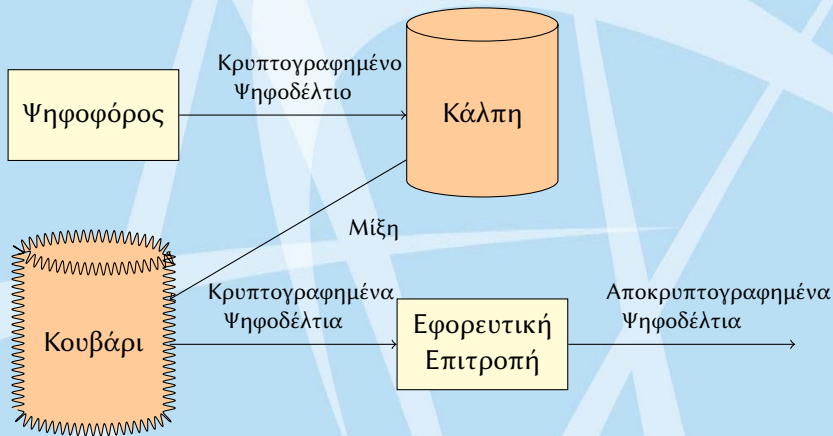 Κρυπτογραφημένο
Ψηφοδέλτιο
Ψηφοφόρος
Κάλπη
Μίξη
Κρυπτογραφημένα
Ψηφοδέλτια
Αποκρυπτογραφημένα
Ψηφοδέλτια
Κουβάρι
Εφορευτική
Επιτροπή